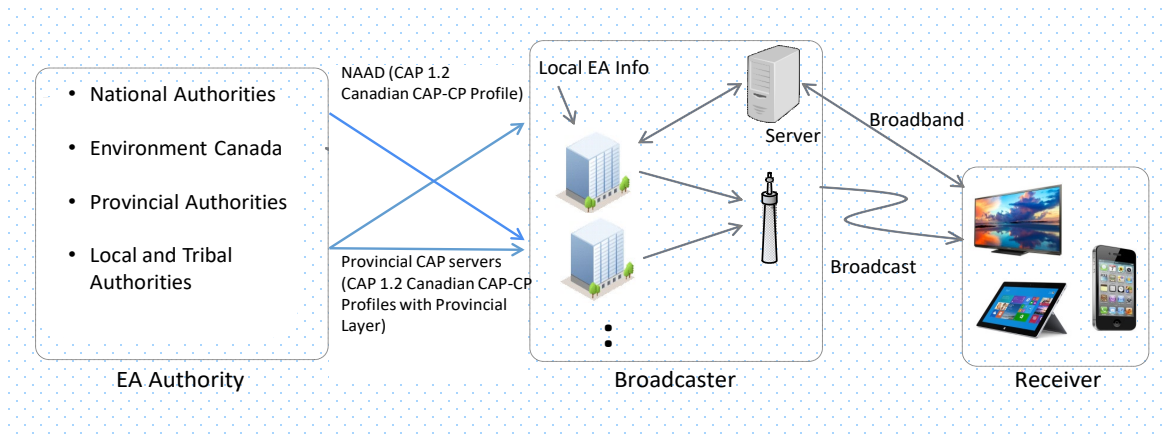 • National Authorities
• Environment Canada
• Provincial Authorities
• Local and Tribal
Authorities
EA Authority
NAAD (CAP 1.2
Canadian CAP-CP Profile)
Provincial CAP servers
(CAP 1.2 Canadian CAP-CP
Profiles with Provincial
Layer)
Local EA Info
Server
Broadcaster
Broadband
Broadcast
Receiver